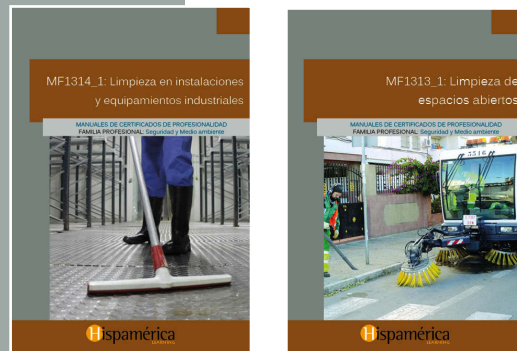 MF1314_1: Limpieza en instalaciones
y equipamientos industriales
MANUALES DE CERTIFICADOS DE PROFESIONALIDAD
FAMILIA PROFESIONAL: Seguridad y Medio ambiente
Hispamérica
MF1313_1: Limpieza de
espacios abiertos
MANUALES DE CERTIFICADOS DE PROFESIONALIDAD
FAMILIA PROFESIONAL: Seguridad y Medio ambiente
5516
Hispamérica